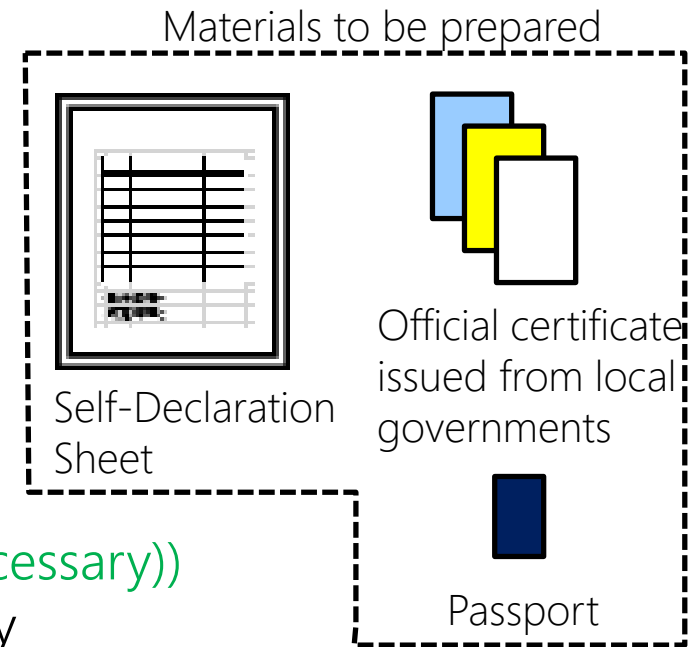 Materials to be prepared
Self-Declaration
Sheet
Official certificate
issued from local
governments
Passport
cessary))
y